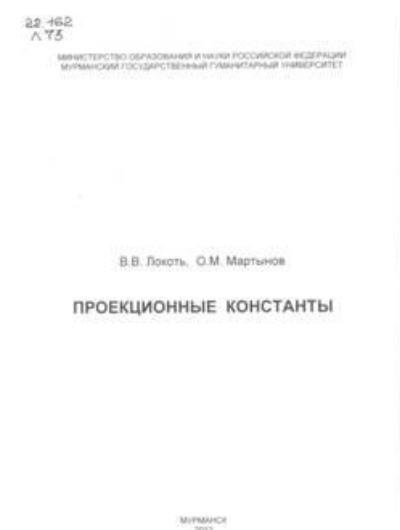 22.162
Л 73
МИНИСТЕРСТВО ОБРАЗОВАНИЯ И НАУКИ РОССИЙСКОЙ ФЕДЕРАЦИИ
МУРМАНСКИЙ ГОСУДАРСТВЕННЫЙ ГУМАНИТАРНЫЙ УНИВЕРСИТЕТ
В.В. Локоть, О.М. Мартынов
ПРОЕКЦИОННЫЕ КОНСТАНТЫ
МУРМАНСК